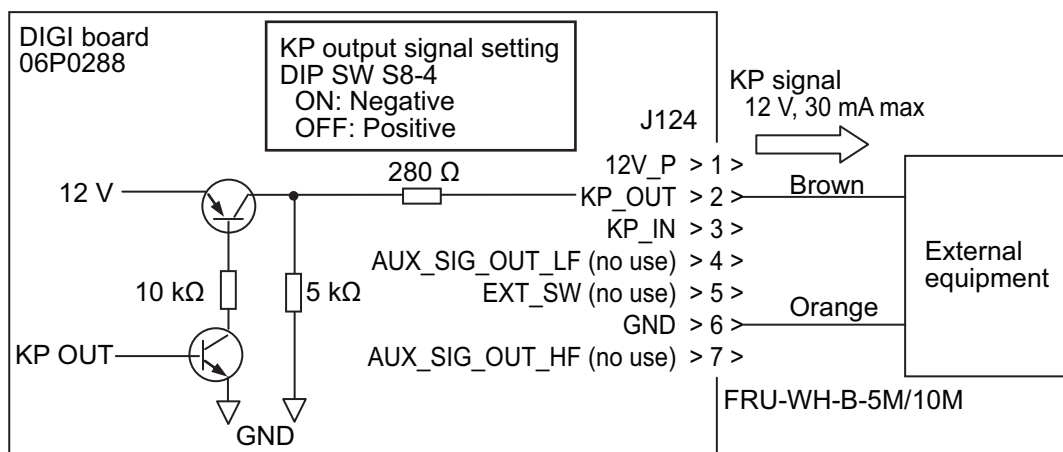 DIGI board
06P0288
KP output signal setting
DIP SW S8-4
ON: Negative
OFF: Positive
KP signal
12 V, 30 mA max
J124
12V_P > 1 >
12 V
280 Ω
KP_OUT > 2 >
Brown
KP_IN > 3 >
AUX_SIG_OUT_LF (no use) > 4 >
External
equipment
10 kΩ
5 kΩ
EXT_SW (no use) > 5 >
GND > 6 >
Orange
KP OUT
AUX_SIG_OUT_HF (no use) > 7 >
FRU-WH-B-5M/10M
GND